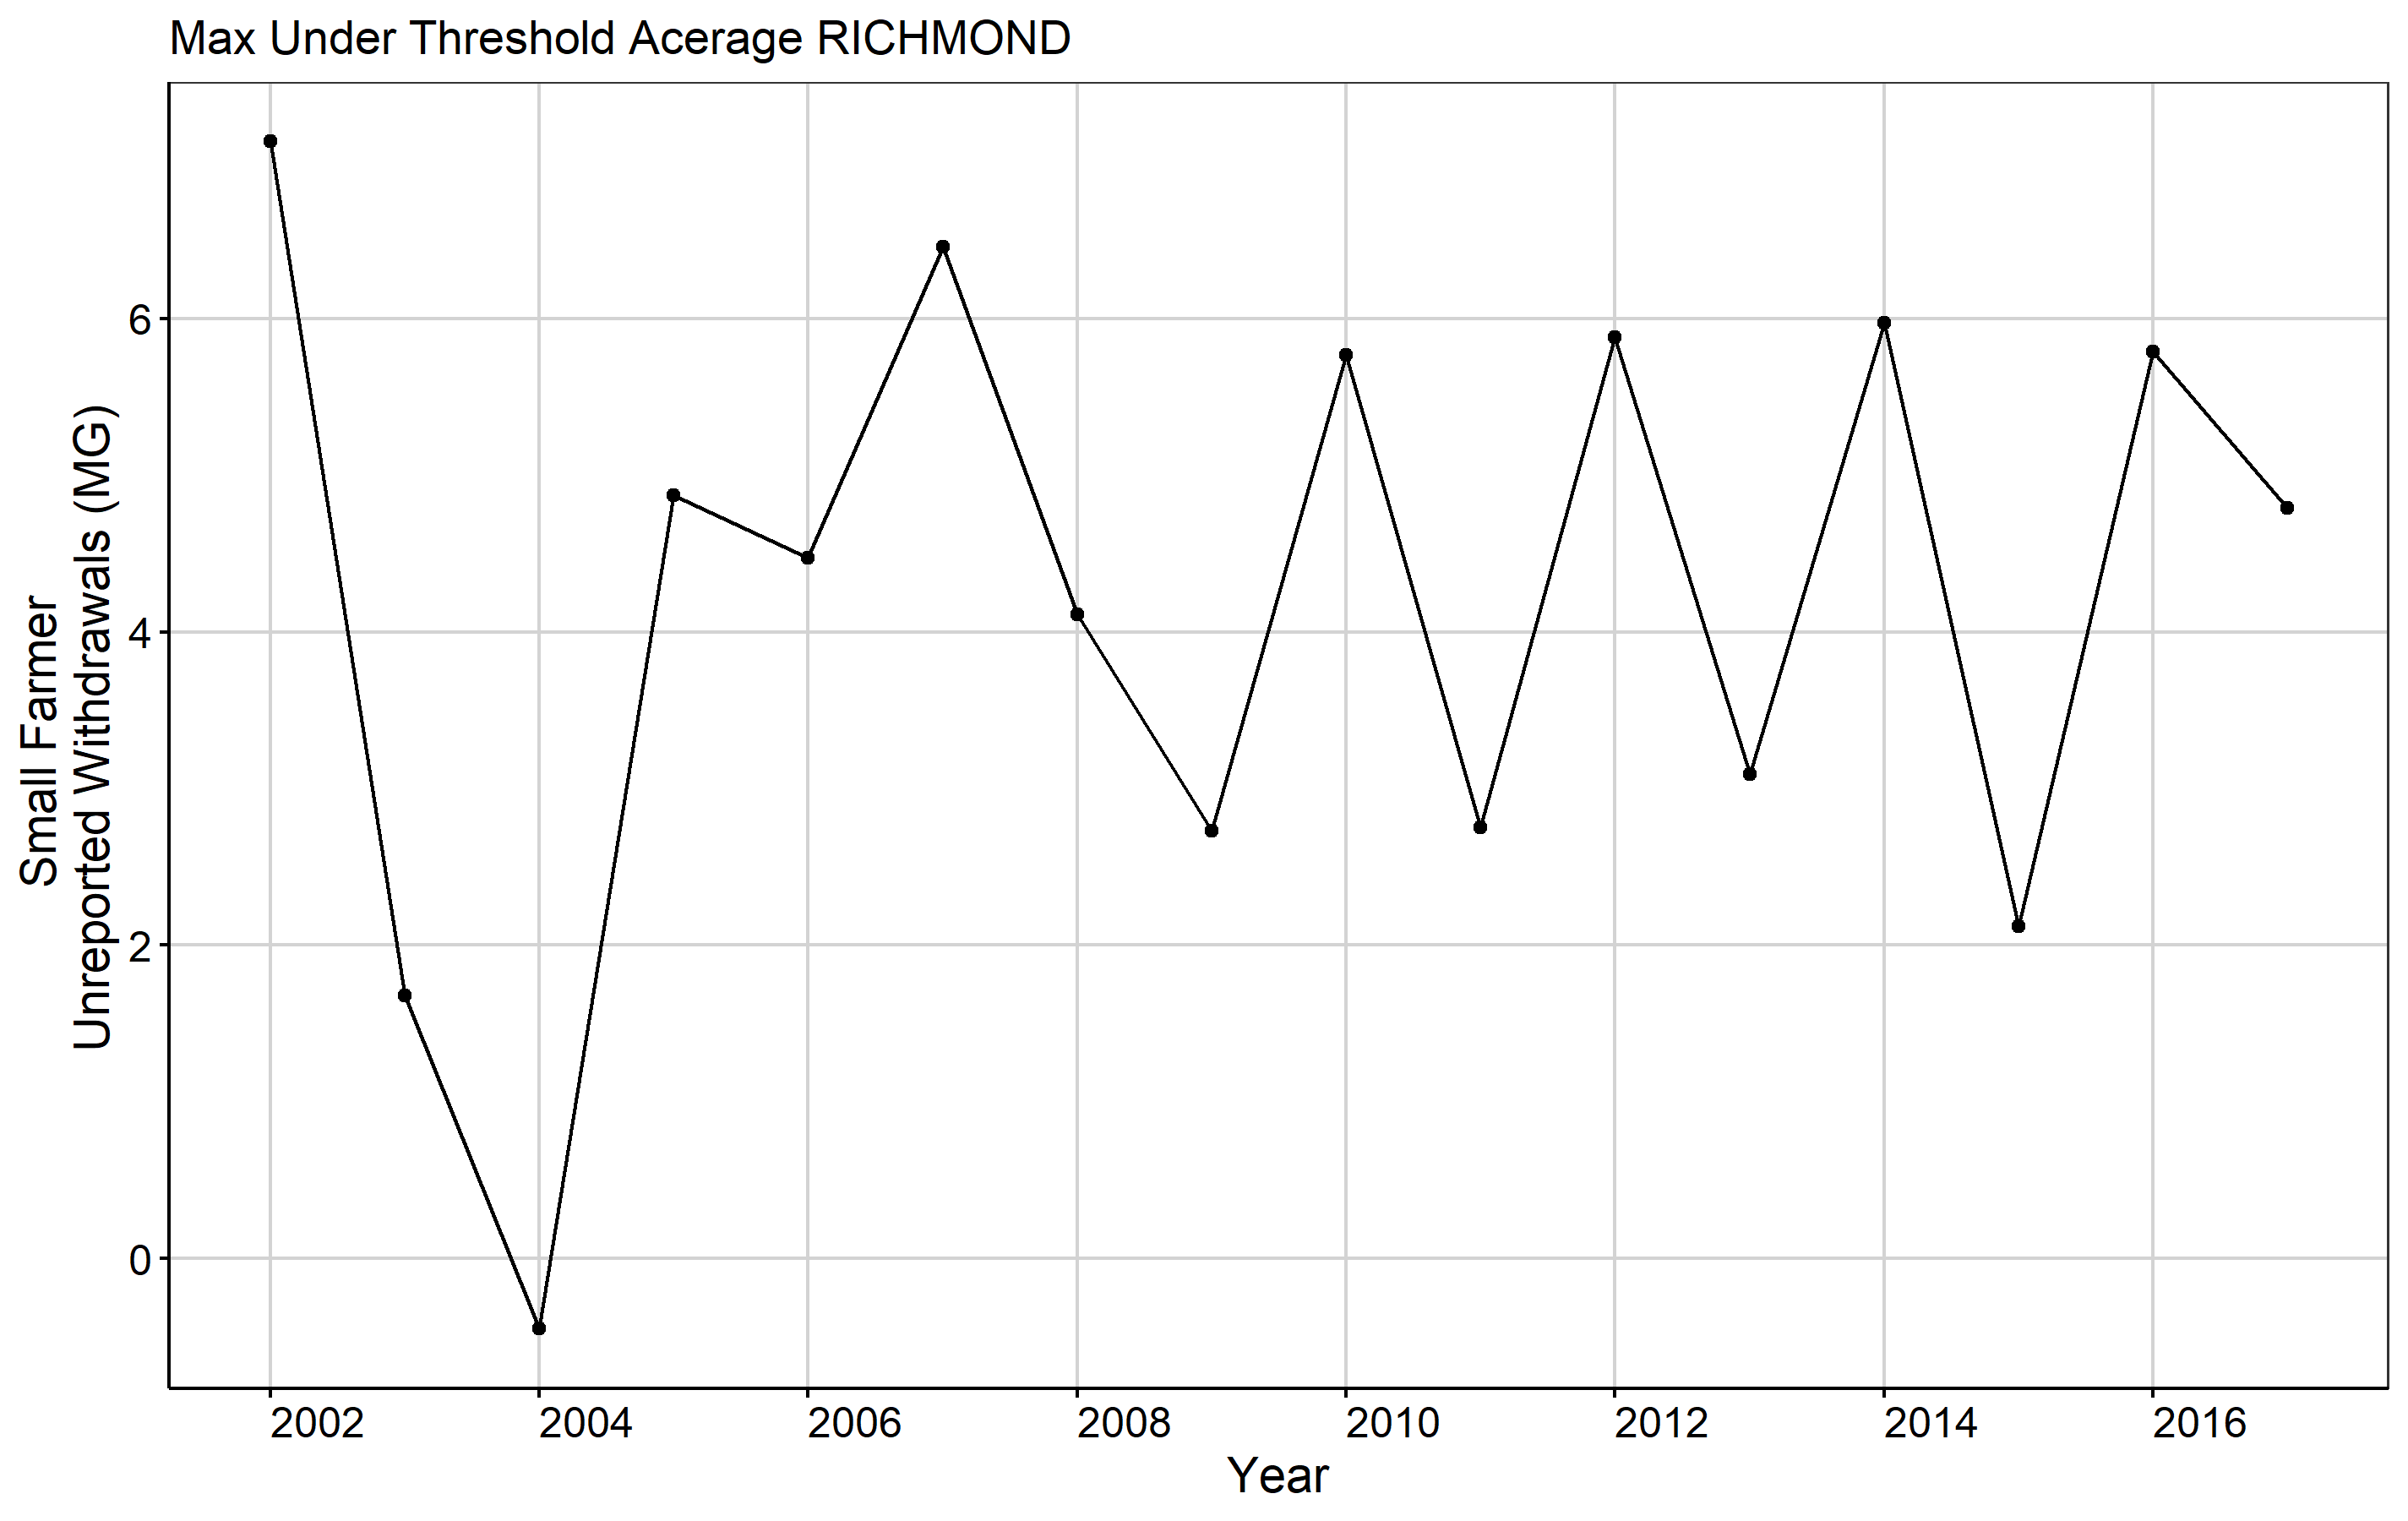 Max Under Threshold Acerage RICHMOND
Small Farmer
Unreported Withdrawals (MG)
6
4
2
0
2002 2004 2006 2008 2010 2012 2014 2016
Year